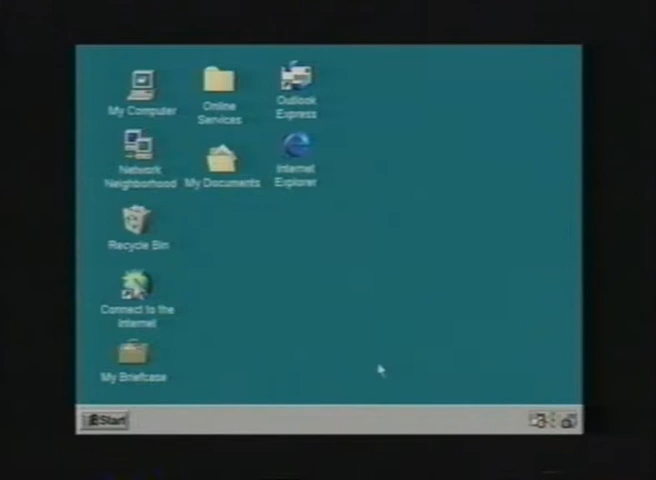 My Computer
Online
Services
Outlook
Express
Network
Neighborhood
My Documents
Internet
Explorer
Recycle Bin
Connect to the
Internet
My Briefcase
Start